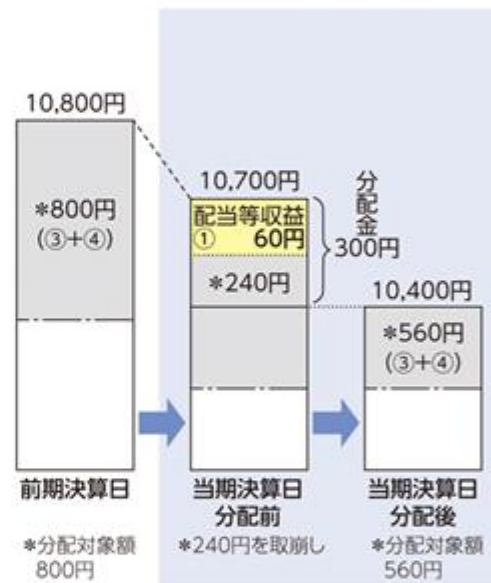 10,800円
*800円
(③+④)
10,700円
配当等収益
① 60円
*240円
分配金
300円
10,400円
*560円
(③+④)
前期決算日
当期決算日
分配前
当期決算日
分配後
*分配対象額
800円
*240円を取崩し
*分配対象額
560円